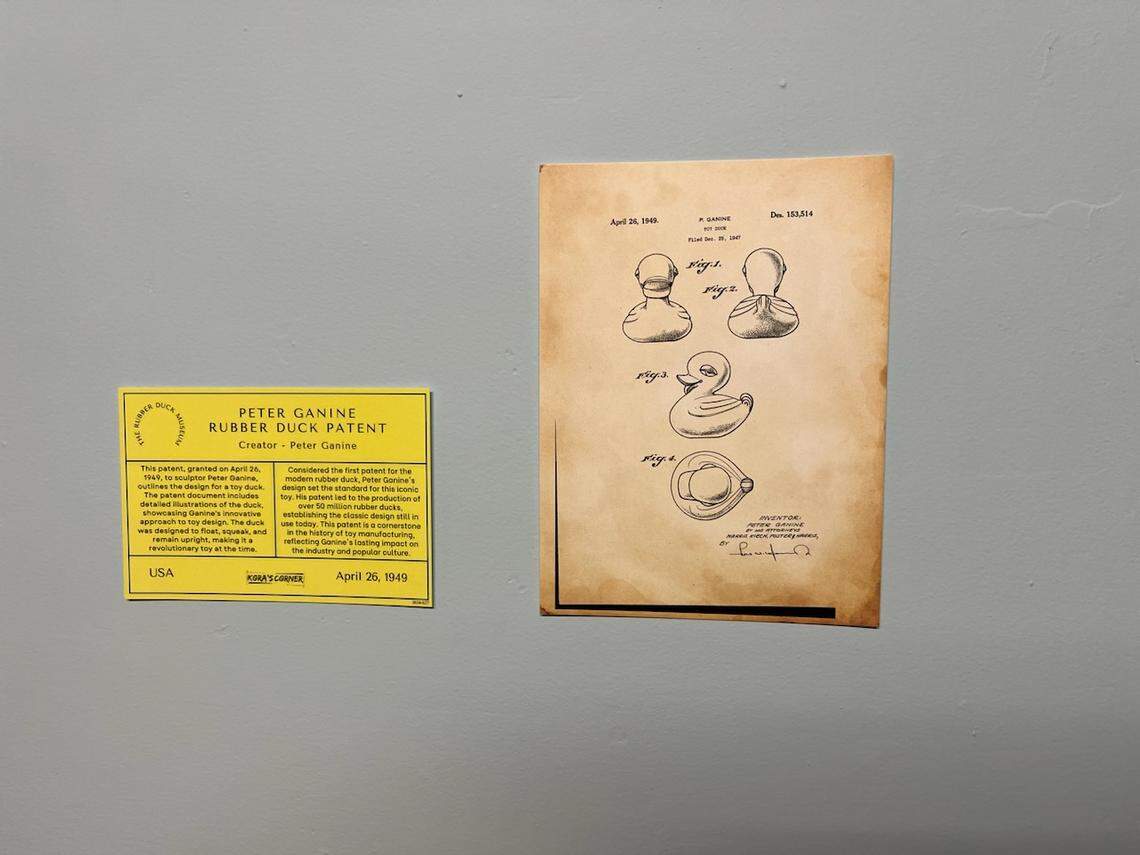 THE RUBBER DUCK MUSEUM
PETER GANINE
RUBBER DUCK PATENT
Creator - Peter Ganine
This patent, granted on April 26,
1949, to sculptor Peter Ganine,
outlines the design for a toy duck.
The patent document includes
detailed illustrations of the duck,
showcasing Ganine's innovative
approach to toy design. The duck
was designed to float, squeak, and
remain upright, making it a
revolutionary toy at the time.
Considered the first patent for the
modern rubber duck, Peter Ganine's
design set the standard for this iconic
toy. His patent led to the production of
over 50 million rubber ducks,
establishing the classic design still in
use today. This patent is a cornerstone
in the history of toy manufacturing,
reflecting Ganine's lasting impact on
the industry and popular culture.
USA
KORA'S CORNER
April 26, 1949
April 26, 1949.
P. GANINE
Des. 153,514
TOY DUCK
Filed Dec. 25, 1947
Fig. 1.
Fig. 2.
Fig. 3.
Fig. 4.
INVENTOR:
PETER GANINE
BY HIS ATTORNEYS
HARRIS, KIECH, FOSTER & HARRIS,
BY